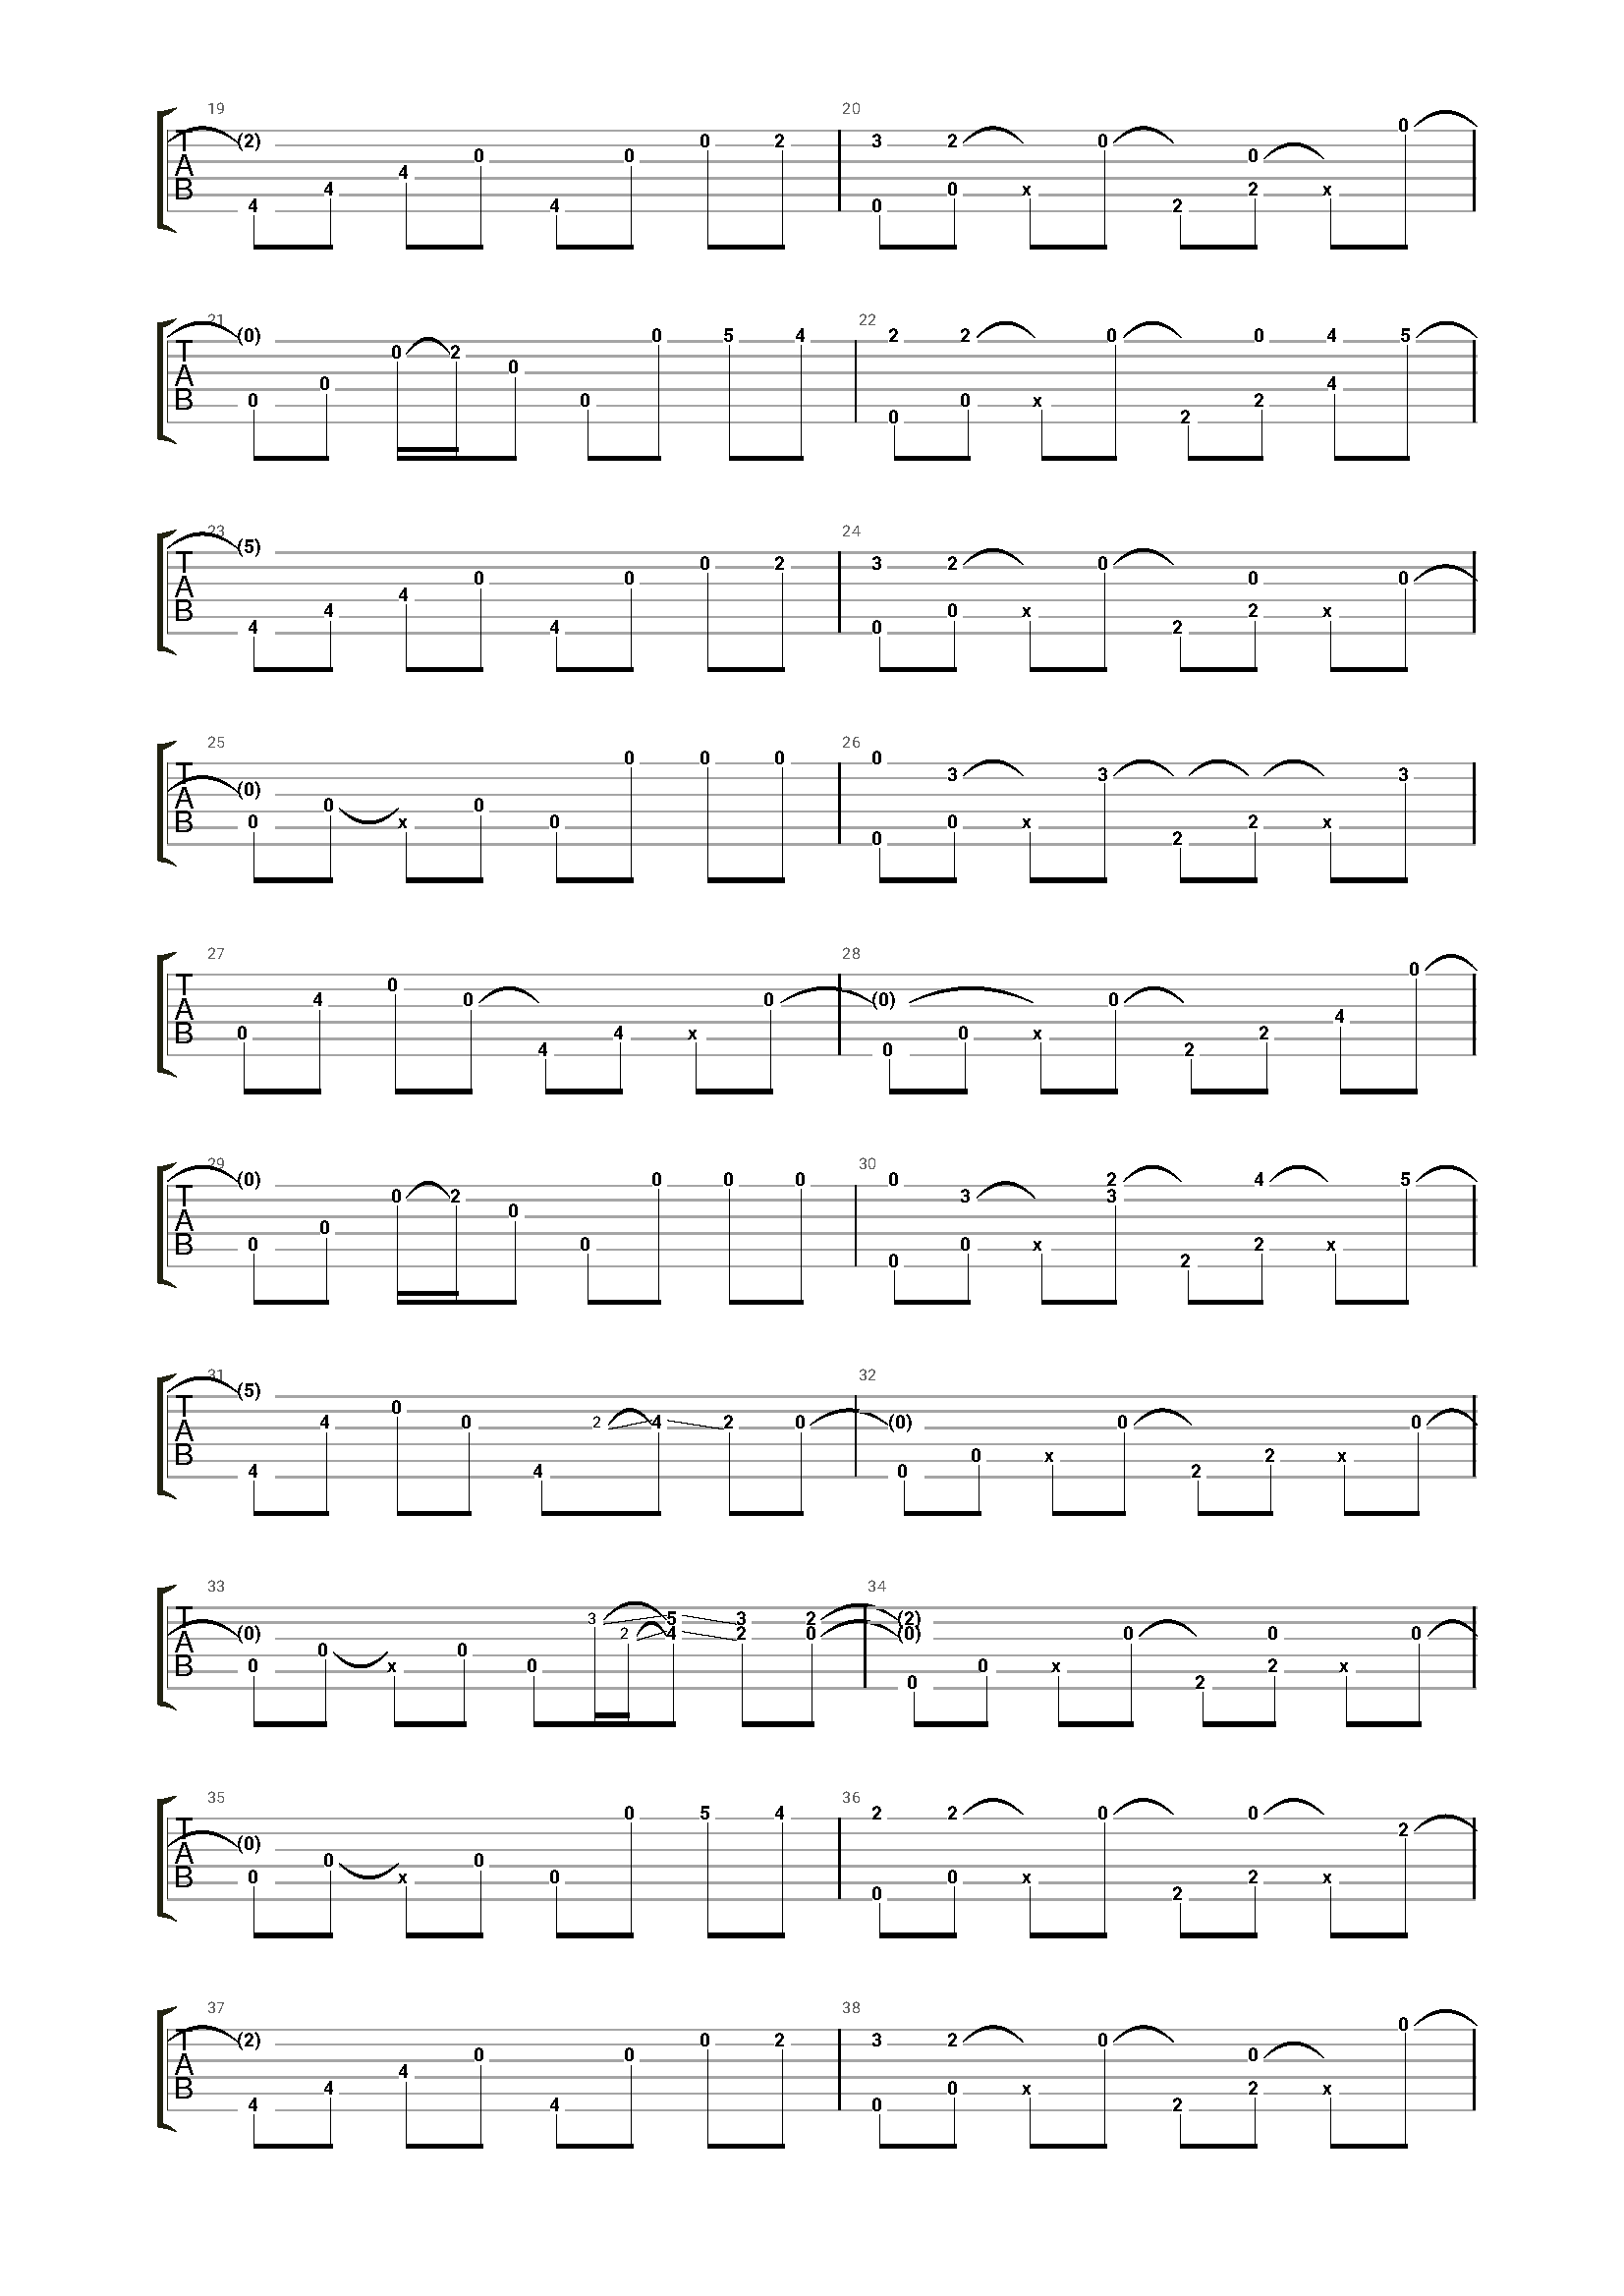 19 20
(2) 0 2 3 2 0 0
0 0 0
4
4 0 x 2 x
4 4 0 2
T A B
21 22
(0) 0 5 4 2 2 0 0 4 5
0 2
0
0 4
0 0 0 x 2
0 2
T A B
23 24
(5)
0 2 3 2 0
0 0 0 0
4
4 0 x 2 x
4 4 0 2
T A B
25 26
0 0 0 0
3 3 3
(0)
0 0
0 x 0 0 x 2 x
0 2
T A B
27 28
0
0
4 0 0 (0) 0
4
0 4 x 0 x 2
4 0 2
T A B
29 30
(0) 0 0 0 0 2 4 5
0 2 3 3
0
0
0 0 0 x 2 x
0 2
T A B
31 32
(5)
0
4 0 2 4 2 0 (0) 0 0
0 x 2 x
4 4 0 2
T A B
33 34
3 5 3 2 (2)
(0) 2 4 2 0 (0) 0 0 0
0 0
0 x 0 0 x 2 x
0 2
T A B
35 36
0 5 4 2 2 0 0
2
(0)
0 0
0 x 0 0 x 2 x
0 2
T A B
37 38
0
(2) 0 2 3 2 0
0 0 0
4
4 0 x 2 x
4 4 0 2
T A B